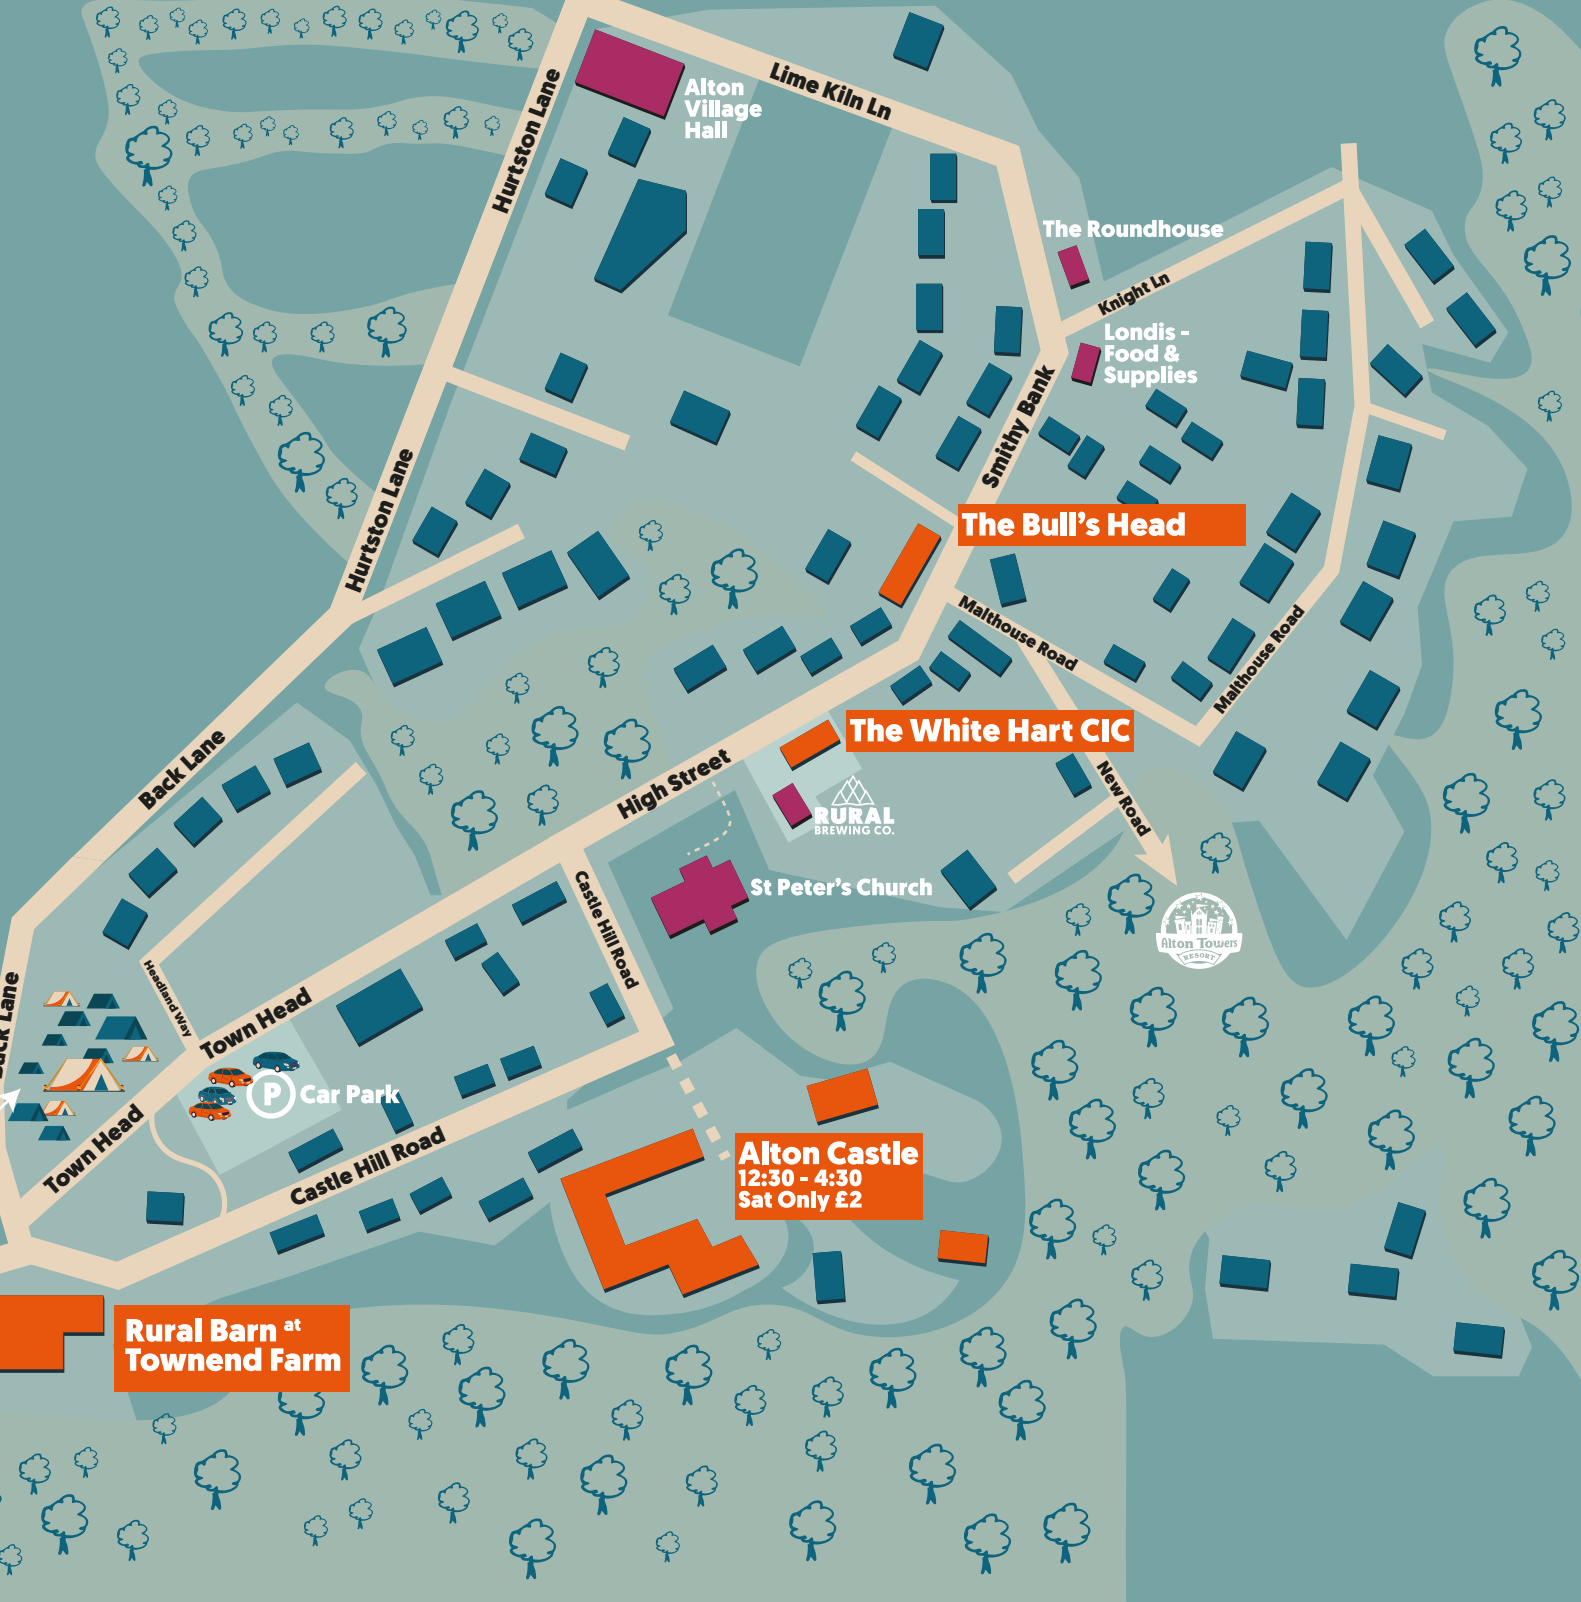 Lime Kiln Ln
Hurtston Lane
Alton
Village
Hall
The Roundhouse
Knight Ln
Londis -
Food &
Supplies
Smithy Bank
Hurtston Lane
The Bull's Head
Malthouse Road
Malthouse Road
The White Hart CIC
Back Lane
High Street
New Road
RURAL
BREWING CO.
St Peter's Church
Castle Hill Road
Alton Towers
RESORT
Headland Way
Back Lane
Town Head
P
Car Park
Town Head
Castle Hill Road
Alton Castle
12:30 - 4:30
Sat Only £2
Rural Barn at
Townend Farm